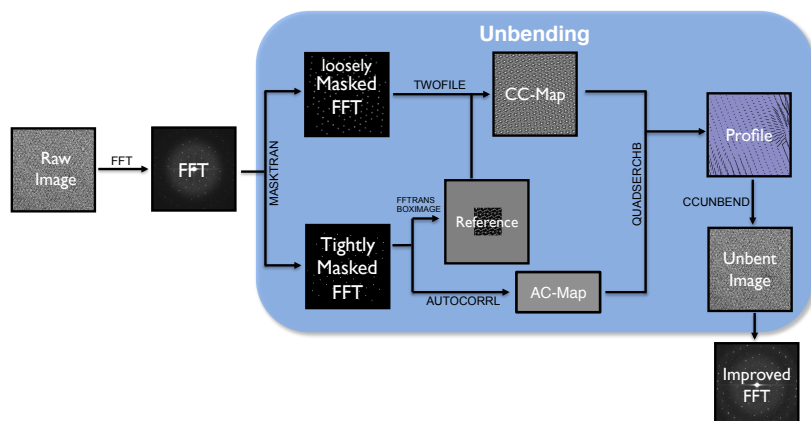 Unbending
loosely
Masked
FFT
TWOFILE
CC-Map
Raw
Image
FFT
FFT
MASKTRAN
QUADSERCHB
Profile
CCUNBEND
FFTRANS
BOXIMAGE
Reference
Tightly
Masked
FFT
AUTOCORRL
AC-Map
Unbent
Image
Improved
FFT